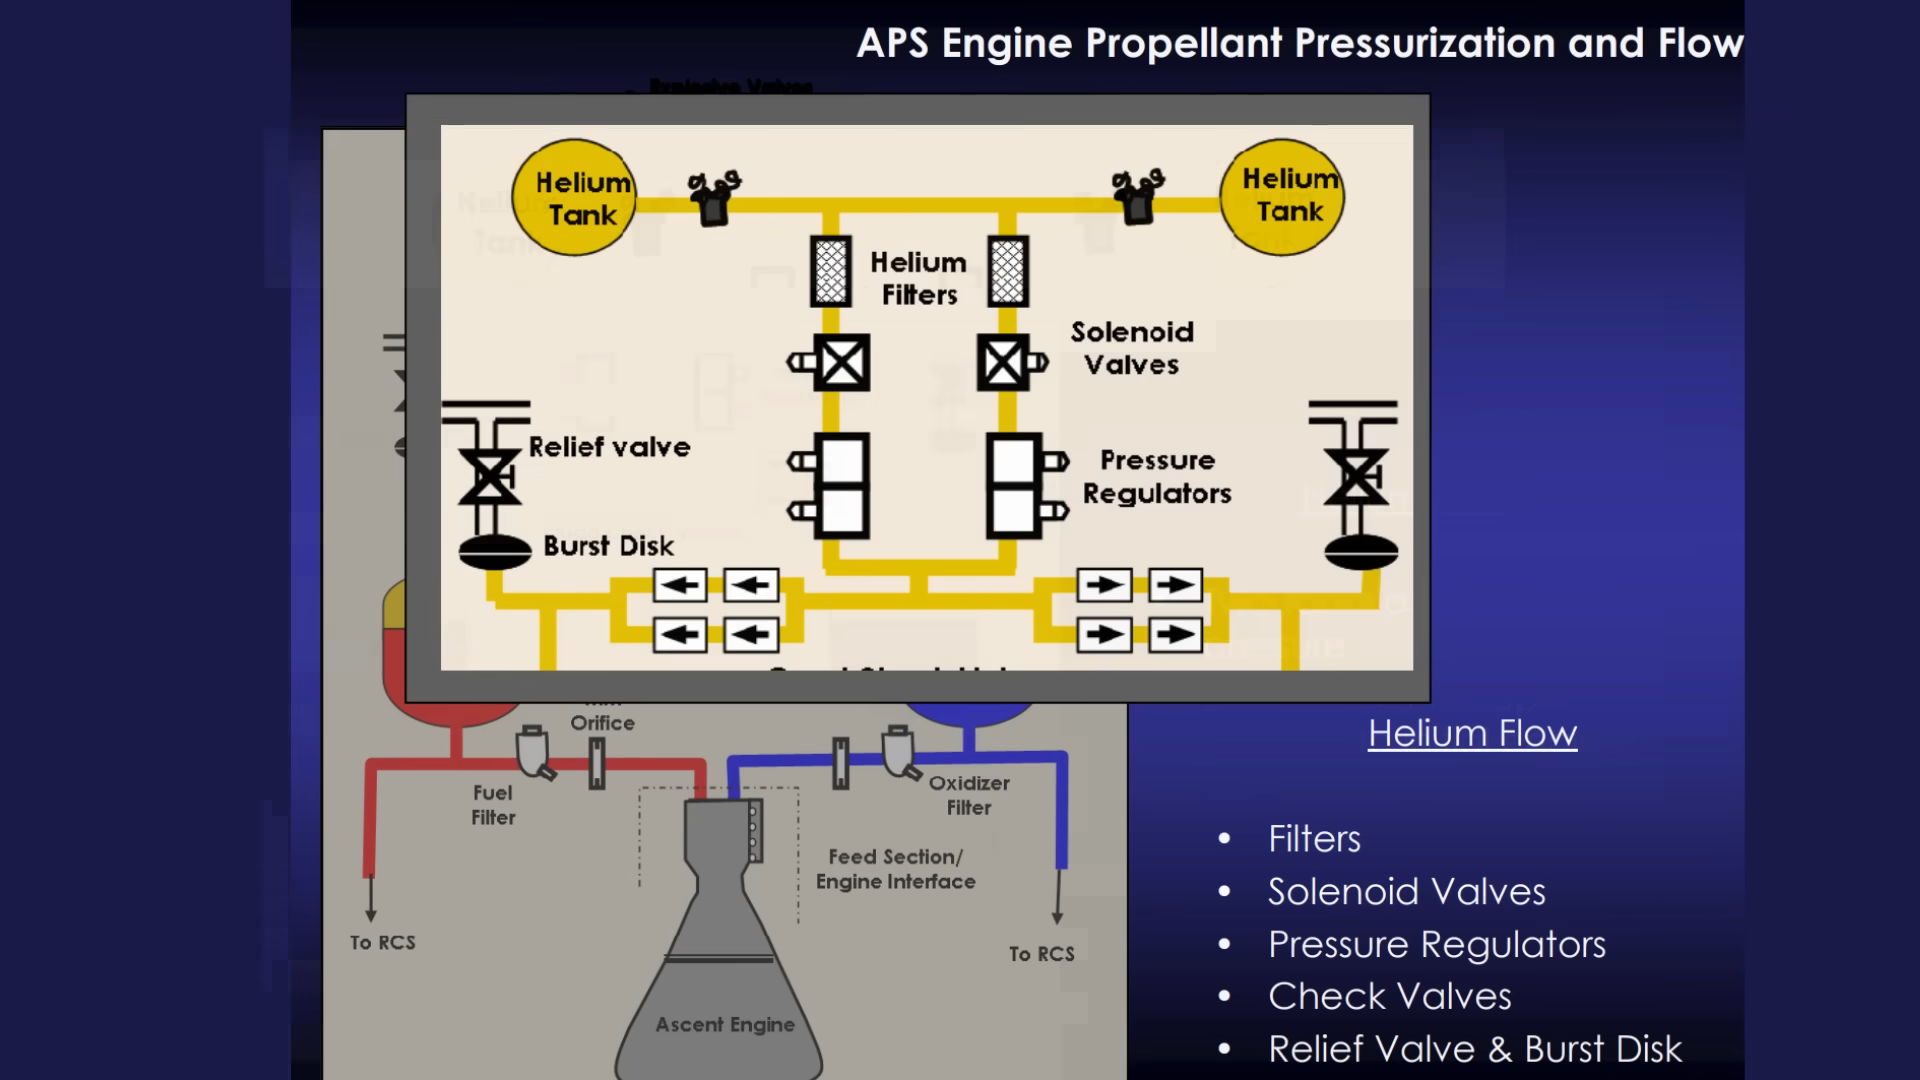 APS Engine Propellant Pressurization and Flow
Explosive Valves
Helium
Tank
Helium
Tank
Helium
Filters
Solenoid
Valves
Relief valve
Pressure
Regulators
Burst Disk
Orifice
Fuel
Filter
Oxidizer
Filter
Feed Section/
Engine Interface
To RCS
To RCS
Ascent Engine
Helium Flow
• Filters
• Solenoid Valves
• Pressure Regulators
• Check Valves
• Relief Valve & Burst Disk